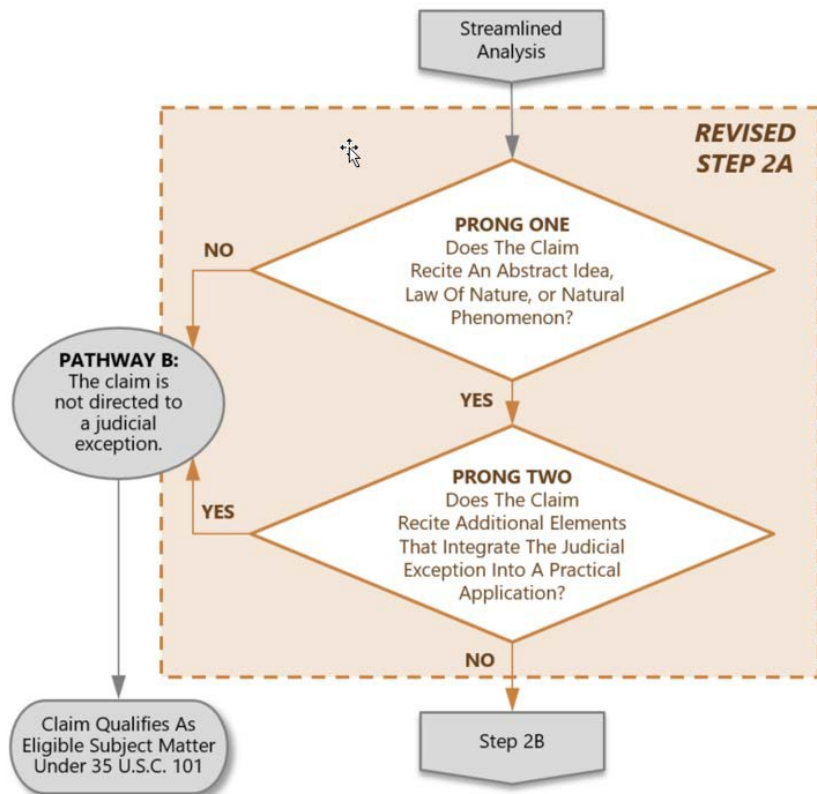 Streamlined
Analysis
REVISED
STEP 2A
PRONG ONE
Does The Claim
Recite An Abstract Idea,
Law Of Nature, or Natural
Phenomenon?
NO
YES
PATHWAY B:
The claim is
not directed to
a judicial
exception.
PRONG TWO
Does The Claim
Recite Additional Elements
That Integrate The Judicial
Exception Into A Practical
Application?
YES
NO
Claim Qualifies As
Eligible Subject Matter
Under 35 U.S.C. 101
Step 2B